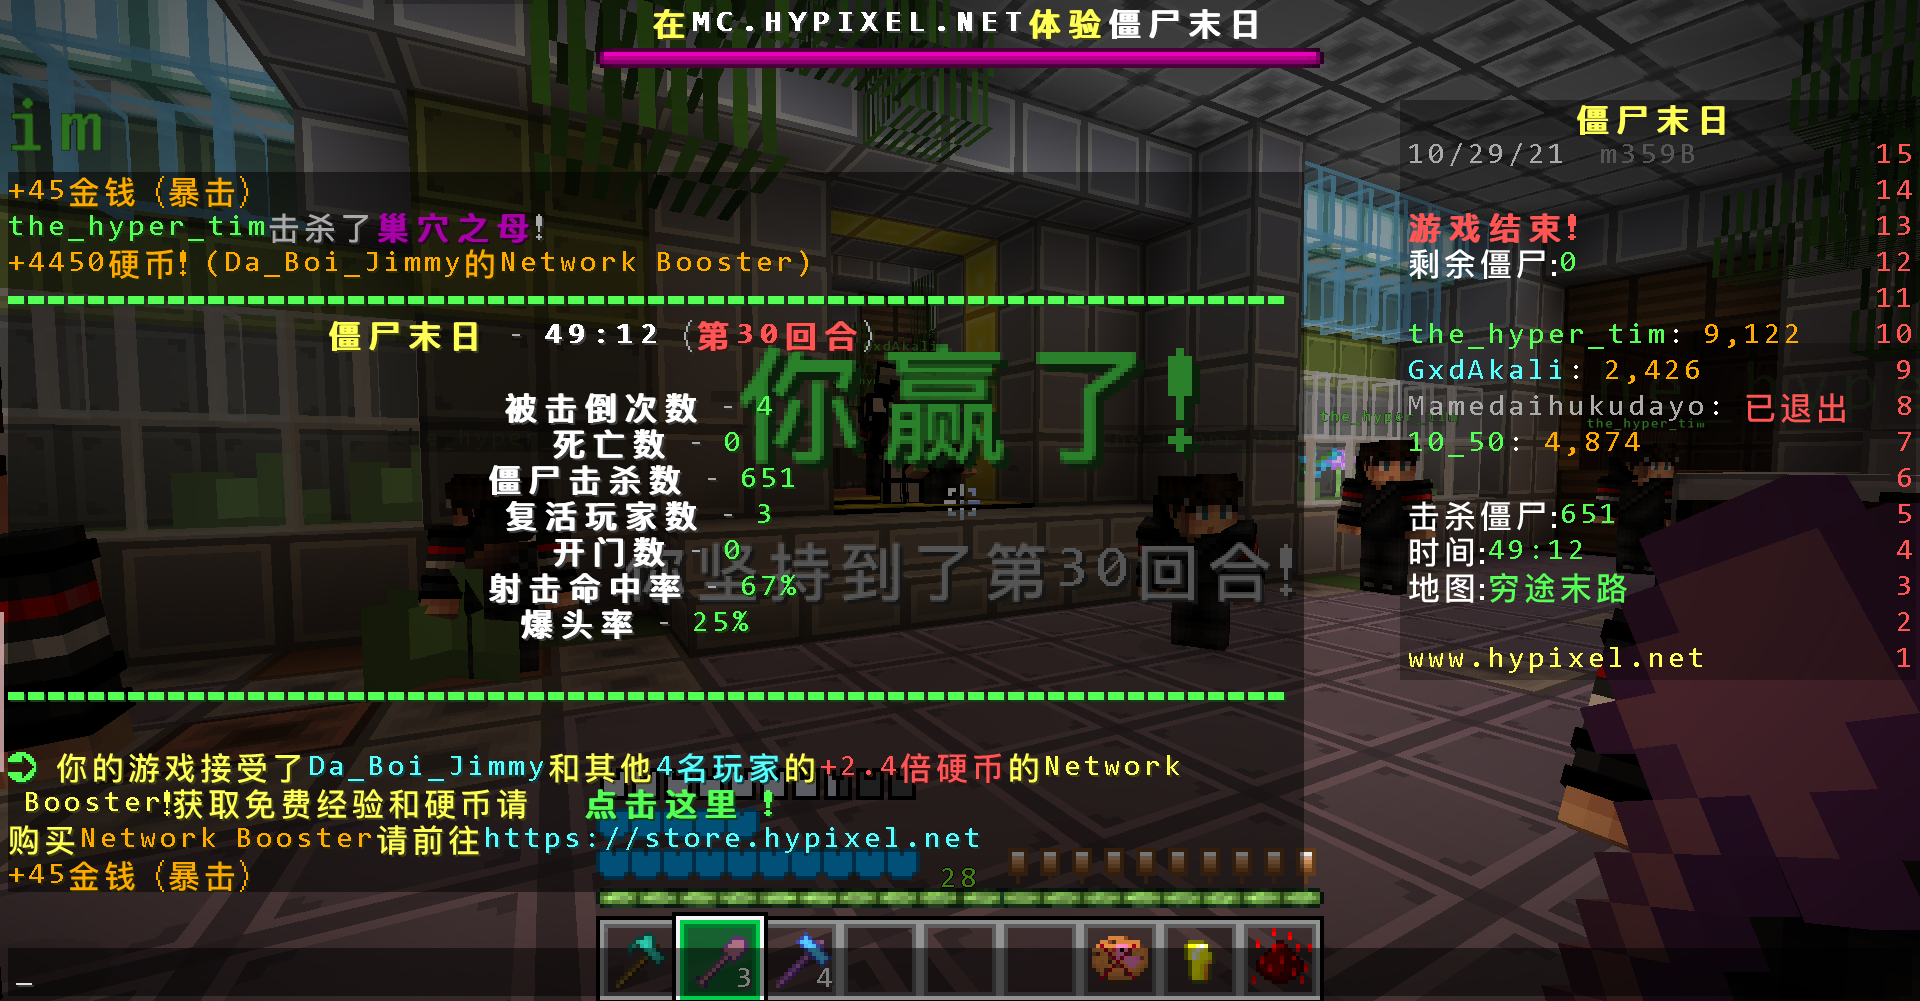 在MC.HYPIXEL.NET体验僵尸末日
im
+45金钱 (暴击)
the_hyper_tim击杀了巢穴之母!
+4450硬币! (Da_Boi_Jimmy的Network Booster)
僵尸末日 - 49:12 (第30回合)
你赢了!
被击倒次数 - 4
死亡数 - 0
僵尸击杀数 - 651
复活玩家数 - 3
开门数 - 0
你坚持到了第30回合!
射击命中率 - 67%
爆头率 - 25%
你的游戏接受了Da_Boi_Jimmy和其他4名玩家的+2.4倍硬币的Network
Booster!获取免费经验和硬币请 点击这里 !
购买Network Booster请前往https://store.hypixel.net
+45金钱 (暴击)
28
3
4
_
僵尸末日
10/29/21 m359B 15
14
游戏结束! 13
剩余僵尸:0 12
11
the_hyper_tim: 9,122 10
GxdAkali: 2,426 9
Mamedaihukudayo: 已退出 8
10_50: 4,874 7
6
击杀僵尸:651 5
时间:49:12 4
地图:穷途末路 3
2
www.hypixel.net 1
GxdAkali
the_hyper_tim
the_hyper_tim